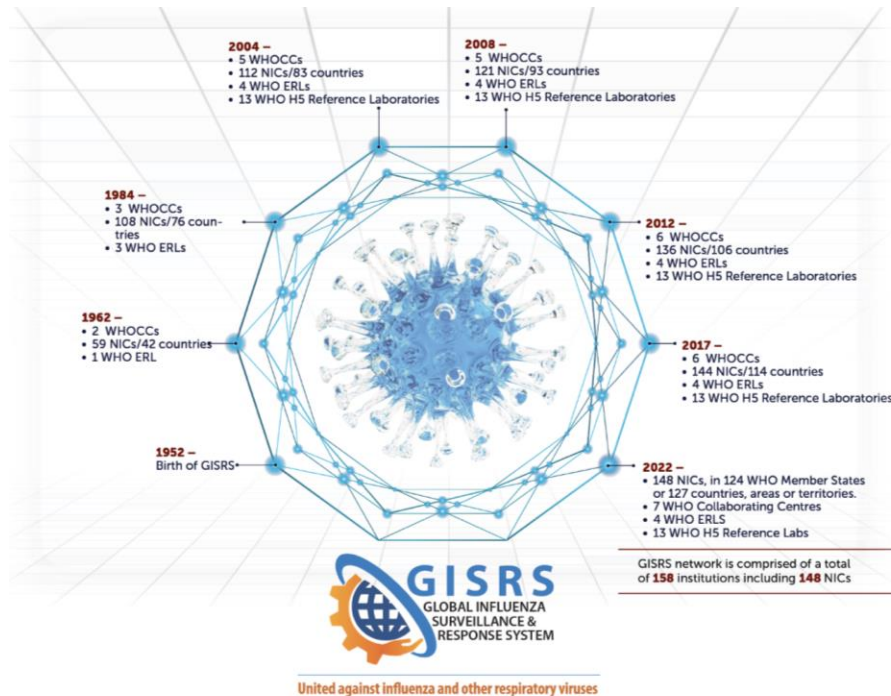 2004 –
• 5 WHOCCs
• 112 NICs/83 countries
• 4 WHO ERLs
• 13 WHO H5 Reference Laboratories
2008 –
• 5 WHOCCs
• 121 NICs/93 countries
• 4 WHO ERLs
• 13 WHO H5 Reference Laboratories
1984 –
• 3 WHOCCs
• 108 NICs/76 coun-
tries
• 3 WHO ERLs
2012 –
• 6 WHOCCs
• 136 NICs/106 countries
• 4 WHO ERLs
• 13 WHO H5 Reference Laboratories
1962 –
• 2 WHOCCs
• 59 NICs/42 countries
• 1 WHO ERL
2017 –
• 6 WHOCCs
• 144 NICs/114 countries
• 4 WHO ERLs
• 13 WHO H5 Reference Laboratories
1952 –
Birth of GISRS
2022 –
• 148 NICs, in 124 WHO Member States
or 127 countries, areas or territories.
• 7 WHO Collaborating Centres
• 4 WHO ERLS
• 13 WHO H5 Reference Labs
GISRS network is comprised of a total
of 158 institutions including 148 NICs
GISRS
GLOBAL INFLUENZA
SURVEILLANCE &
RESPONSE SYSTEM
United against influenza and other respiratory viruses